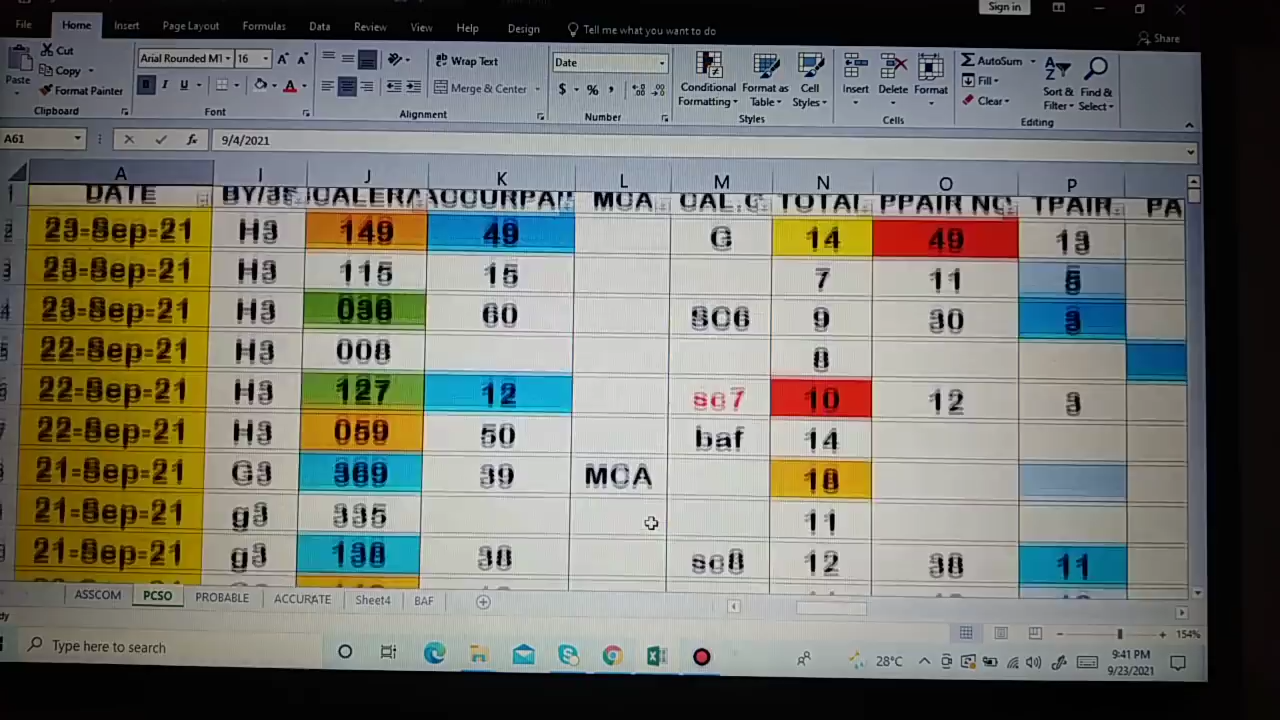 Sign in
File Home Insert Page Layout Formulas Data Review View Help Design Tell me what you want to do Share
Paste Cut Copy Format Painter Clipboard
Arial Rounded MT 16 B I U A Font
Wrap Text Merge & Center Alignment
Date $ % , Number
Conditional Formatting Format as Table Cell Styles Styles
Insert Delete Format Cells
AutoSum Fill Clear Sort & Filter Find & Select Editing
A61 fx 9/4/2021
A I J K L M N O P
1 DATE MCA TOTAL TPAIR PA
2 23-Sep-21 H3 149 49 G 14 49 13
3 23-Sep-21 H3 115 15 7 11 5
4 23-Sep-21 H3 60 SC6 9 30 3
5 22-Sep-21 H3 008 8
22-Sep-21 H3 127 12 sc7 10 12 3
22-Sep-21 H3 059 50 baf 14
21-Sep-21 G3 369 39 MCA 18
21-Sep-21 g3 335 11
21-Sep-21 g3 138 38 sc8 12 38 11
ASSCOM PCSO PROBABLE ACCURATE Sheet4 BAF
154%
Type here to search 28°C 9:41 PM
9/23/2021